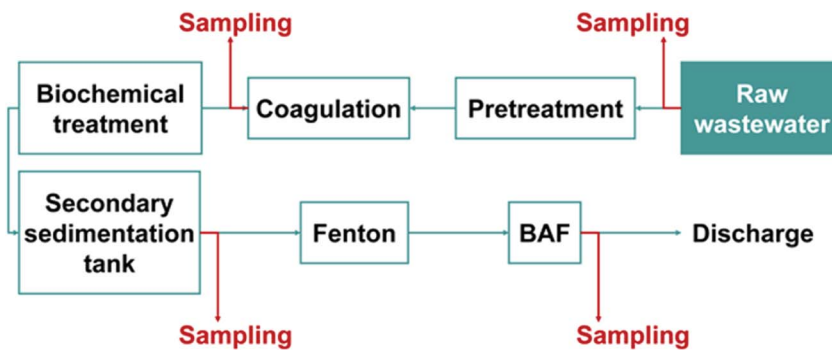 Sampling
Sampling
Biochemical
treatment
Coagulation
Pretreatment
Raw
wastewater
Secondary
sedimentation
tank
Fenton
BAF
Discharge
Sampling
Sampling